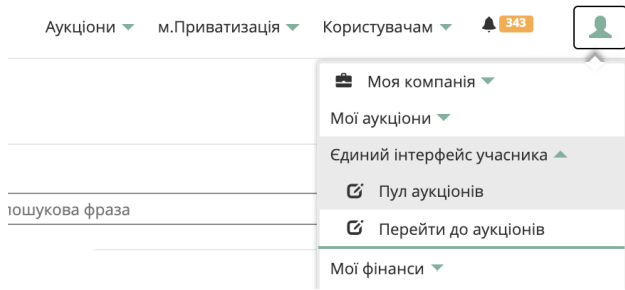 Аукціони м.Приватизація Користувачам 343
Моя компанія
Мої аукціони
Єдиний інтерфейс учасника
Пул аукціонів
пошукова фраза
Перейти до аукціонів
Мої фінанси